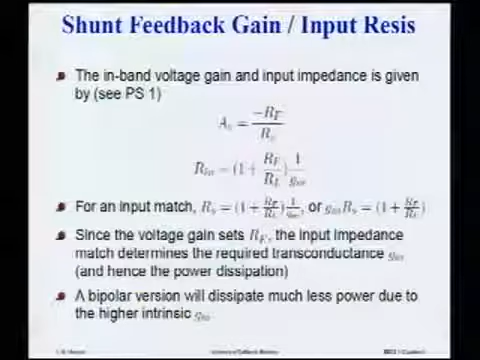 Shunt Feedback Gain / Input Resis
The in-band voltage gain and input impedance is given
by (see PS 1)
A_v = -R_F / R_s
R_in = (1 + R_F/R_L) 1/g_m
For an input match, R_s = (1 + R_F/R_L) 1/g_m, or g_m R_s = (1 + R_F/R_L)
Since the voltage gain sets R_F, the input impedance
match determines the required transconductance g_m
(and hence the power dissipation)
A bipolar version will dissipate much less power due to
the higher intrinsic g_m